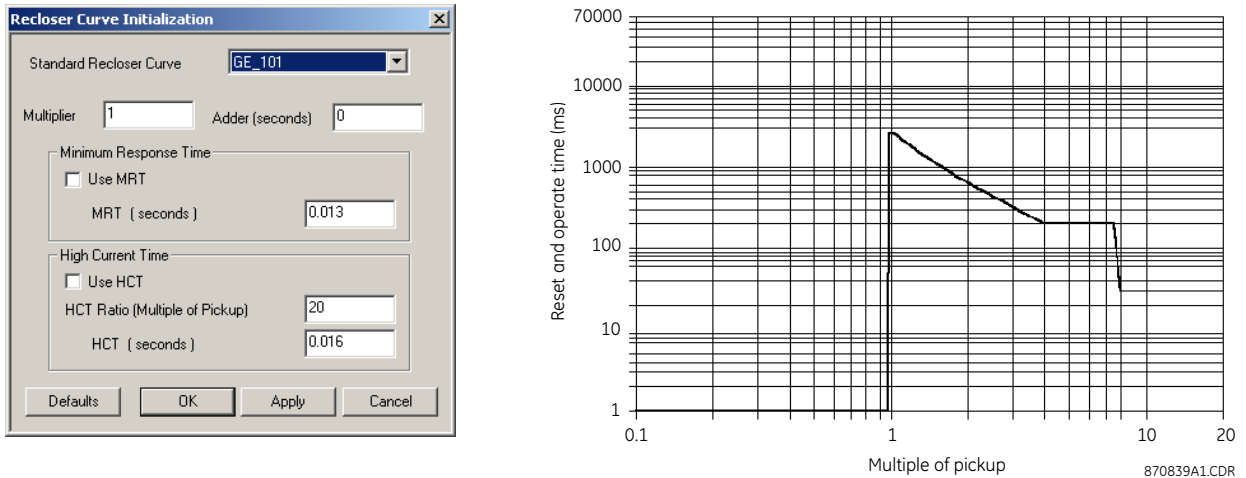 Recloser Curve Initialization
Standard Recloser Curve GE_101
Multiplier 1 Adder (seconds) 0
Minimum Response Time
Use MRT
MRT ( seconds ) 0.013
High Current Time
Use HCT
HCT Ratio (Multiple of Pickup) 20
HCT ( seconds ) 0.016
Defaults OK Apply Cancel
Reset and operate time (ms)
70000
10000
1000
100
10
1
0.1 1 10 20
Multiple of pickup
870839A1.CDR